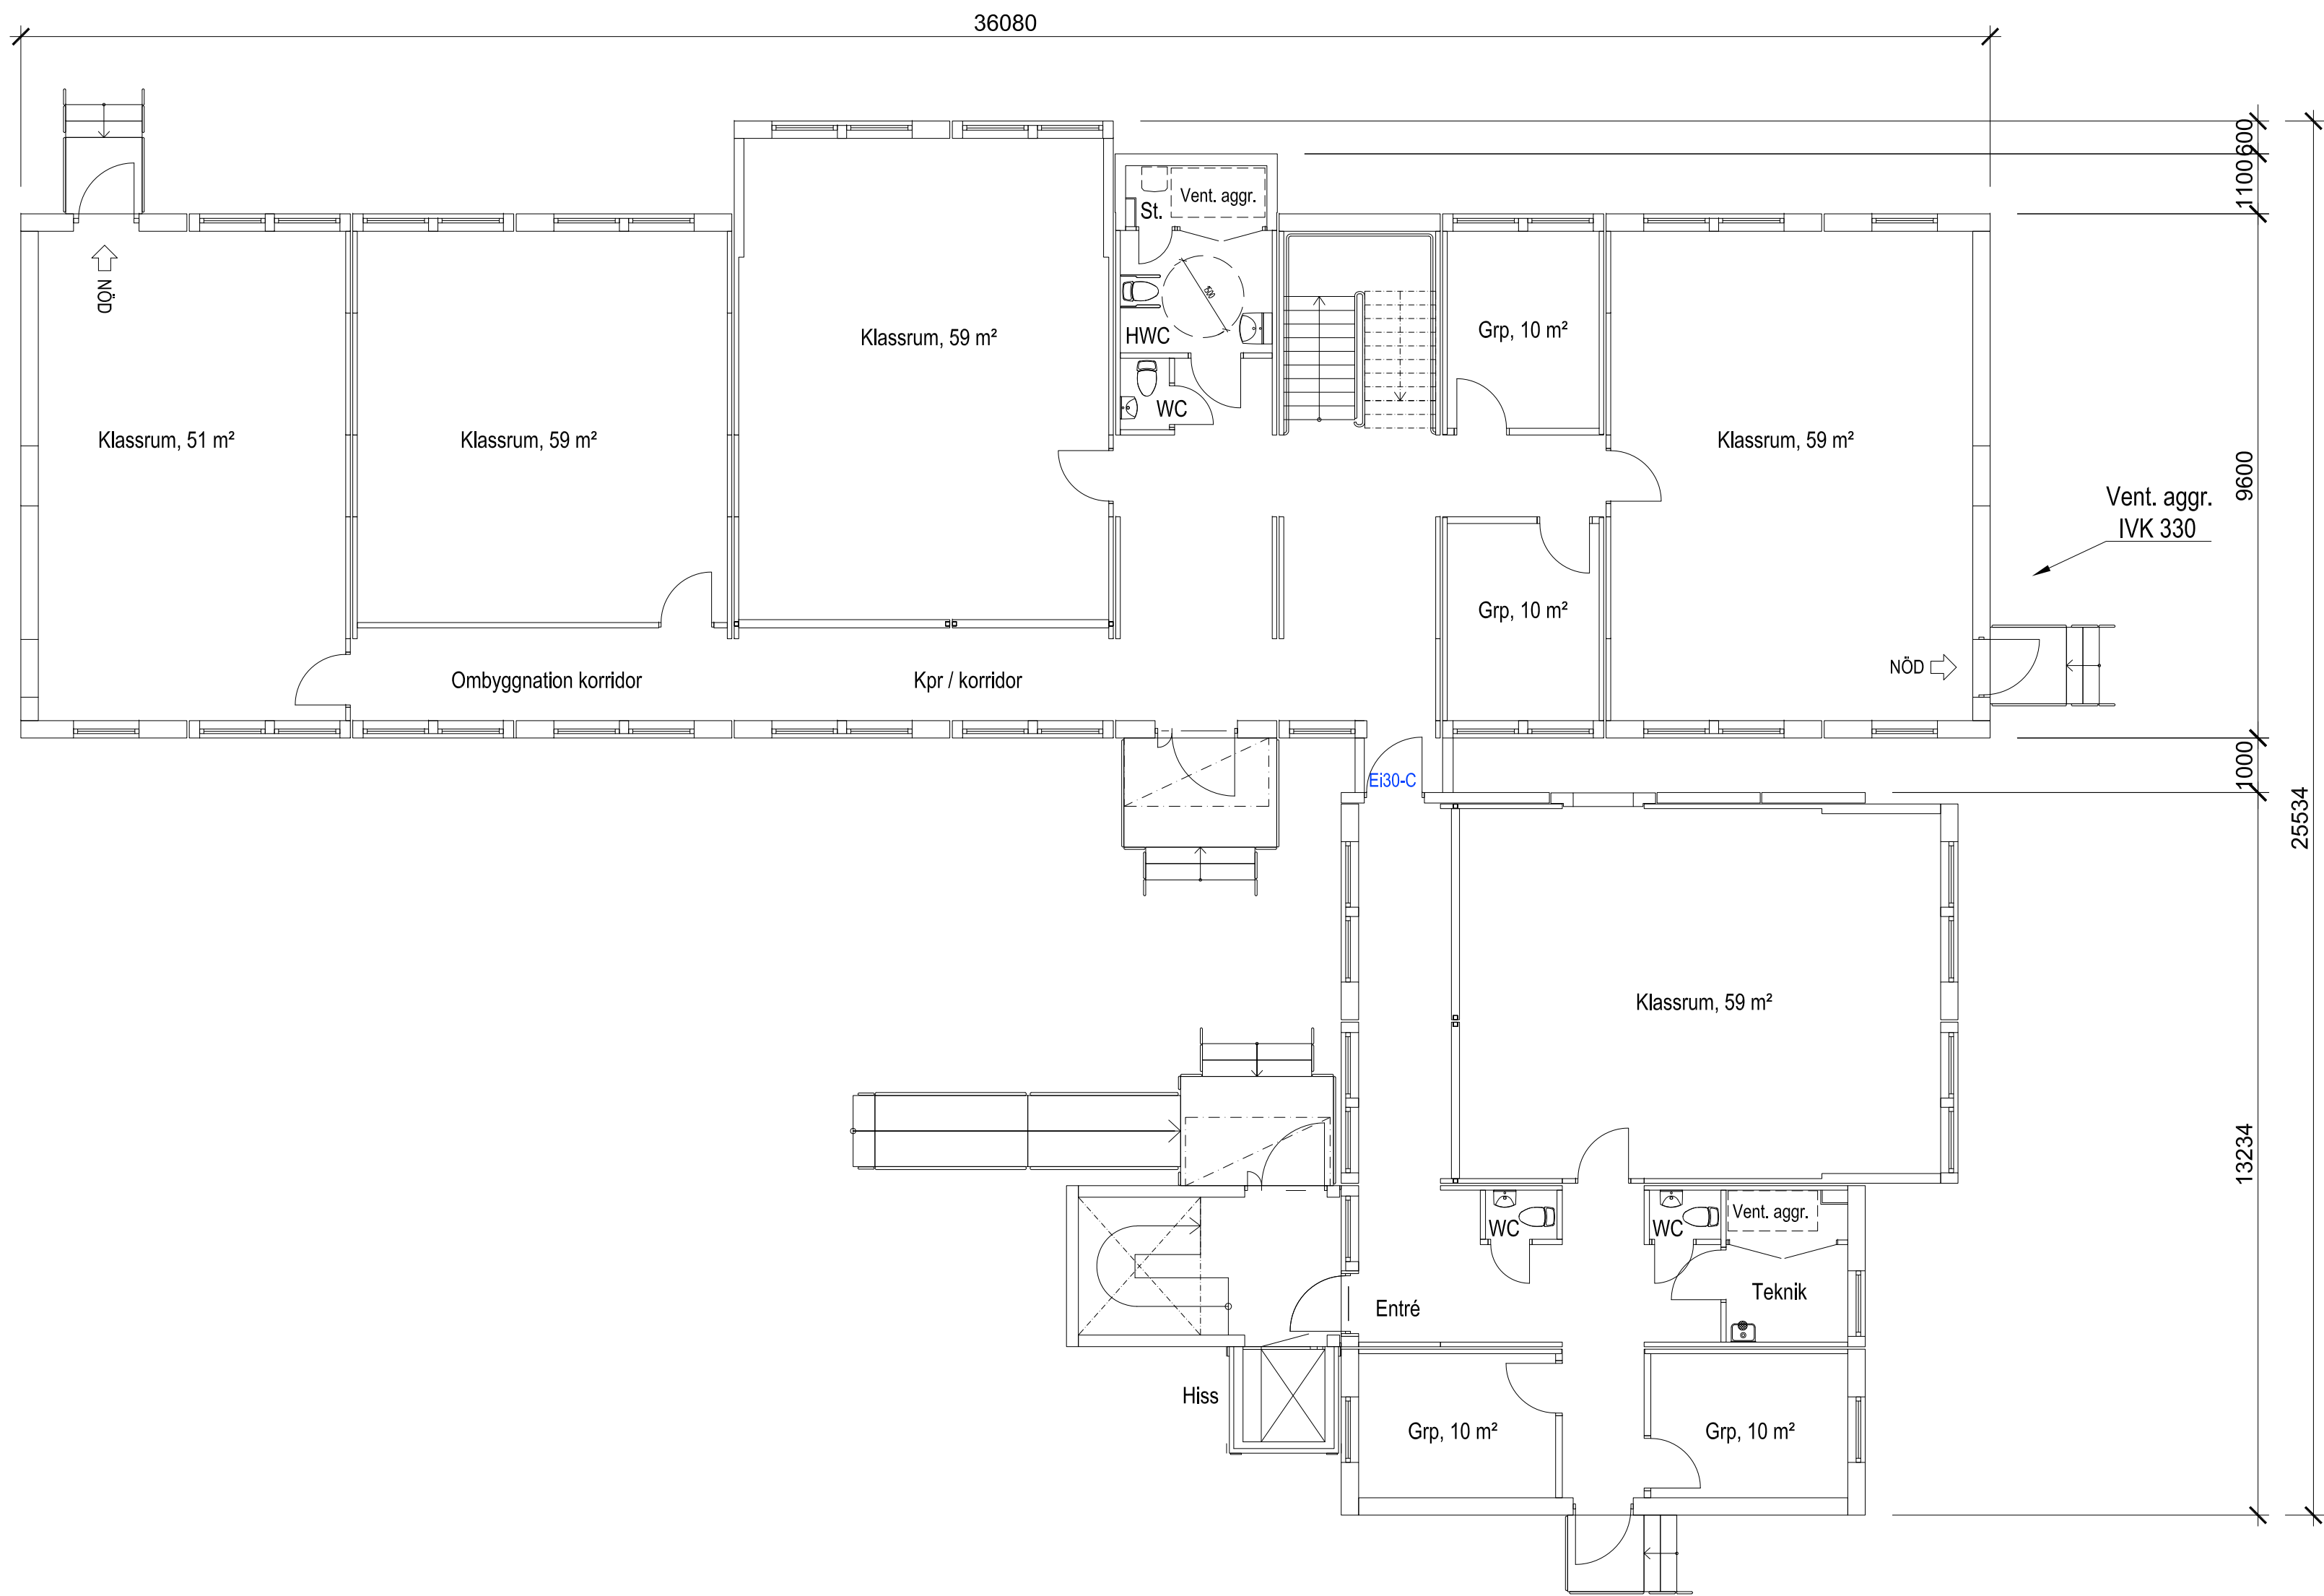 36080
600
1100
Vent. aggr.
St.
NÖD
1500
Klassrum, 59 m²
HWC
Grp, 10 m²
WC
Klassrum, 51 m²
Klassrum, 59 m²
Klassrum, 59 m²
9600
Vent. aggr.
IVK 330
Grp, 10 m²
NÖD
Ombyggnation korridor
Kpr / korridor
Ei30-C
1000
25534
Klassrum, 59 m²
13234
WC
WC
Vent. aggr.
Teknik
Entré
Hiss
Grp, 10 m²
Grp, 10 m²